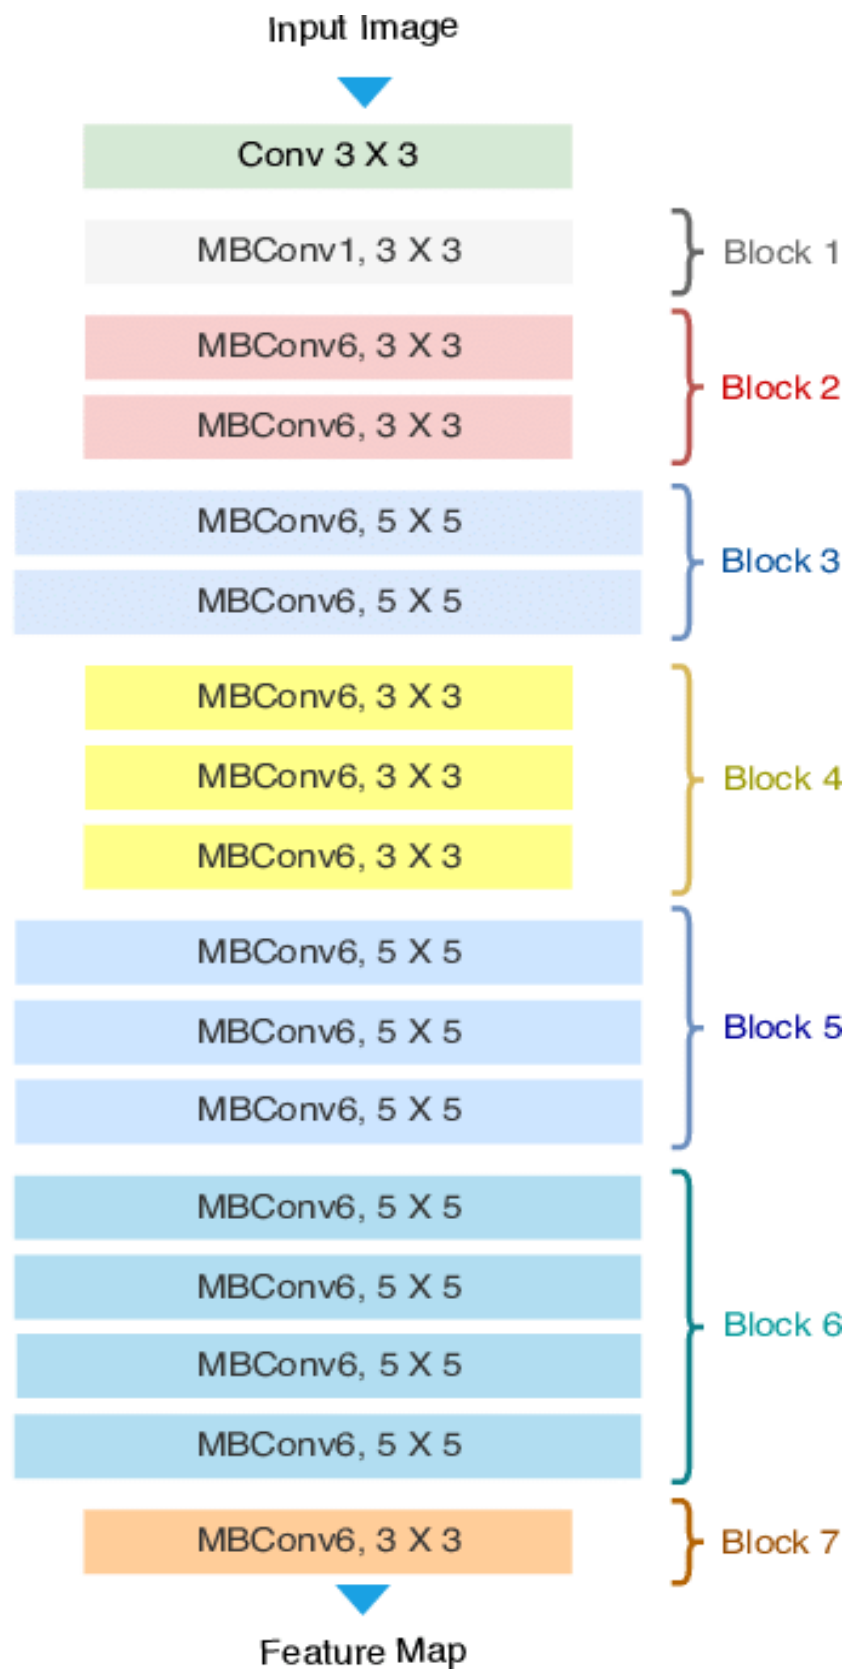 Input Image
Conv 3 X 3
MBConv1, 3 X 3
Block 1
MBConv6, 3 X 3
MBConv6, 3 X 3
Block 2
MBConv6, 5 X 5
MBConv6, 5 X 5
Block 3
MBConv6, 3 X 3
MBConv6, 3 X 3
MBConv6, 3 X 3
Block 4
MBConv6, 5 X 5
MBConv6, 5 X 5
MBConv6, 5 X 5
Block 5
MBConv6, 5 X 5
MBConv6, 5 X 5
MBConv6, 5 X 5
MBConv6, 5 X 5
Block 6
MBConv6, 3 X 3
Block 7
Feature Map